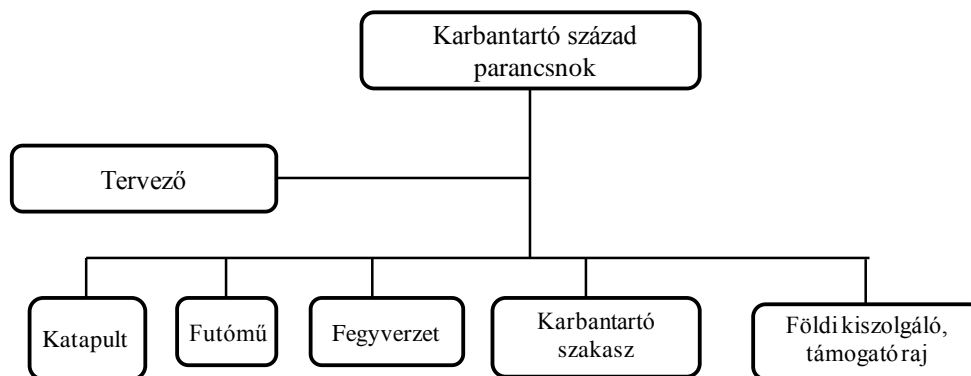 Karbantartó század
parancsnok
Tervező
Katapult
Futómű
Fegyverzet
Karbantartó
szakasz
Földi kiszolgáló,
támogató raj